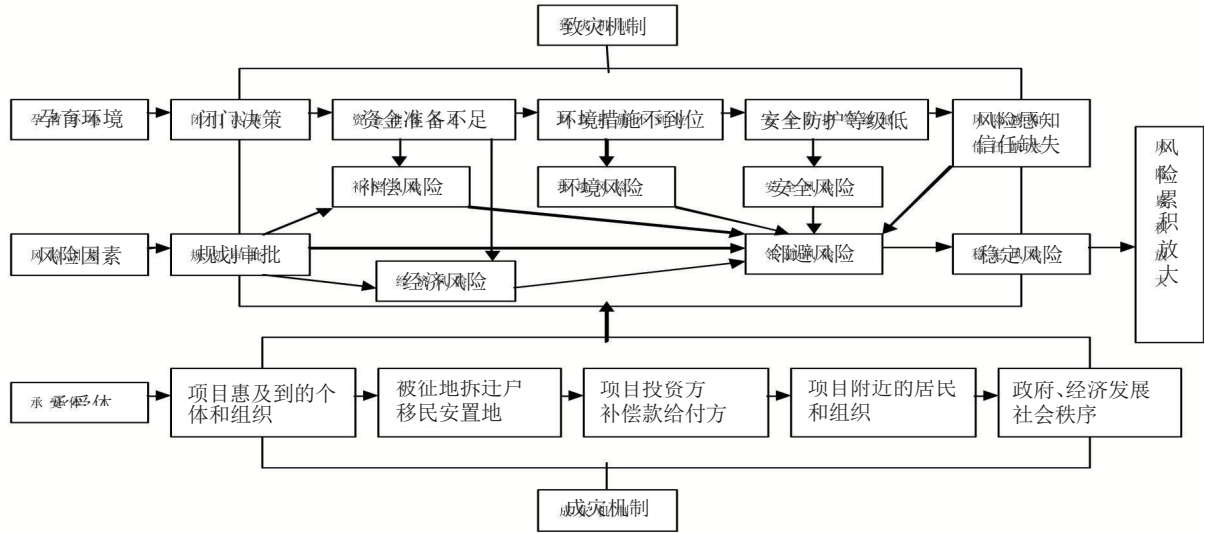 致灾机制
孕育环境
闭门决策
资金准备不足
环境措施不到位
安全防护等级低
风险感知
信任缺失
补偿风险
环境风险
安全风险
风险因素
规划审批
经济风险
邻避风险
稳定风险
风险累积放大
承受体
项目惠及到的个
体和组织
被征地拆迁户
移民安置地
项目投资方
补偿款给付方
项目附近的居民
和组织
政府、经济发展
社会秩序
成灾机制